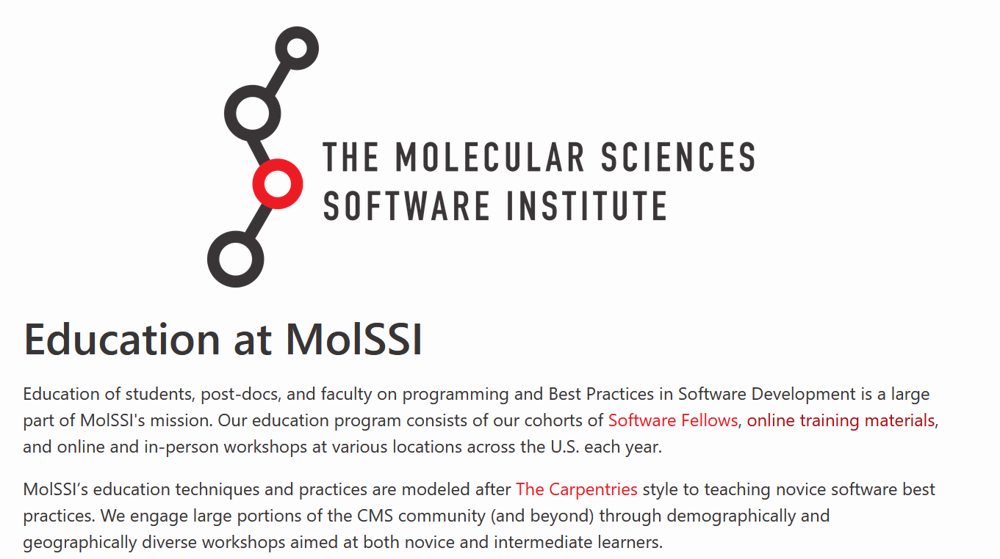 THE MOLECULAR SCIENCES
SOFTWARE INSTITUTE
Education at MolSSI
Education of students, post-docs, and faculty on programming and Best Practices in Software Development is a large
part of MolSSI's mission. Our education program consists of our cohorts of Software Fellows, online training materials,
and online and in-person workshops at various locations across the U.S. each year.
MolSSI’s education techniques and practices are modeled after The Carpentries style to teaching novice software best
practices. We engage large portions of the CMS community (and beyond) through demographically and
geographically diverse workshops aimed at both novice and intermediate learners.